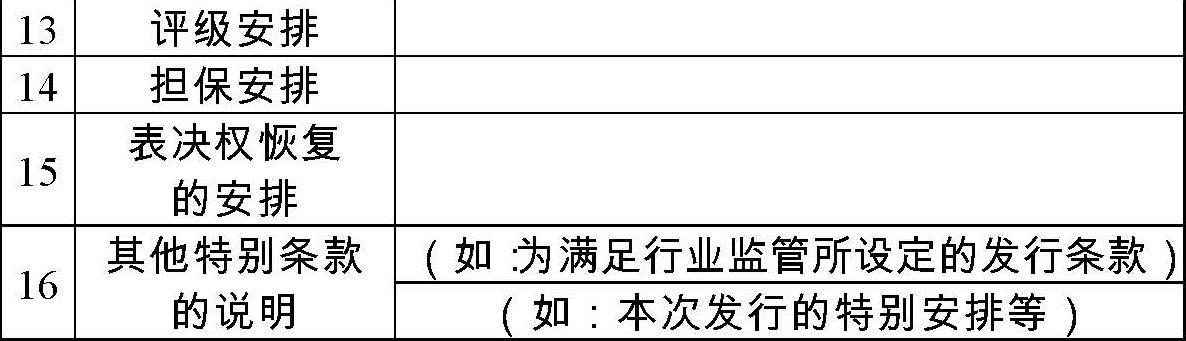 13 评级安排
14 担保安排
15 表决权恢复
的安排
16 其他特别条款
的说明
（如：为满足行业监管所设定的发行条款）
（如：本次发行的特别安排等）